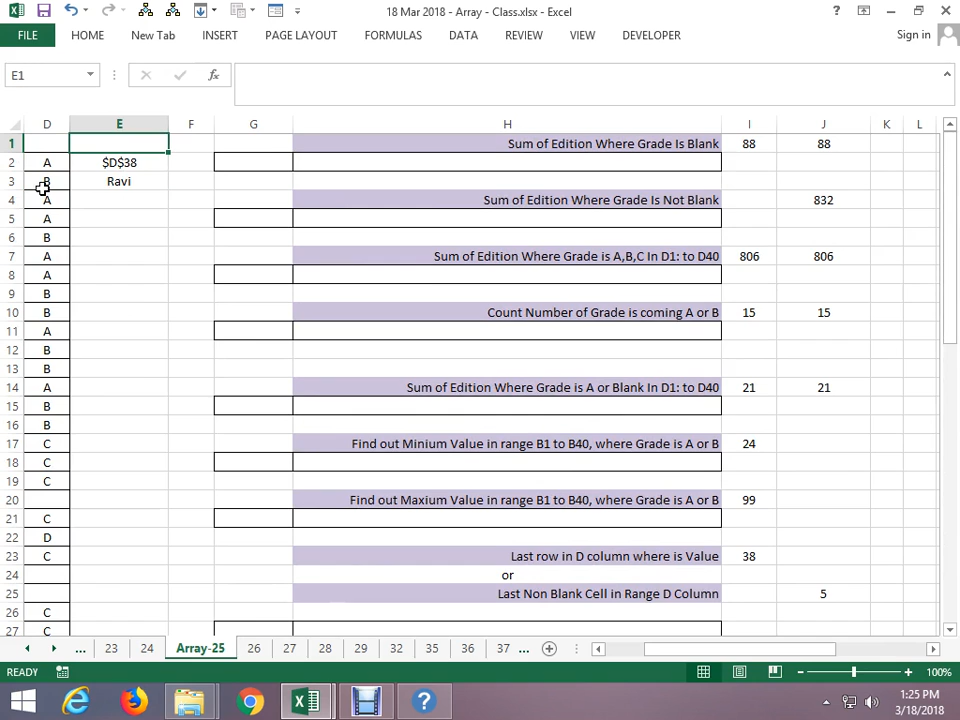 18 Mar 2018 - Array - Class.xlsx - Excel
FILE HOME New Tab INSERT PAGE LAYOUT FORMULAS DATA REVIEW VIEW DEVELOPER Sign in
E1 fx
D E F G H I J K L
1 Sum of Edition Where Grade Is Blank 88 88
2 A $D$38
3 B Ravi
4 A Sum of Edition Where Grade Is Not Blank 832
5 A
6 B
7 A Sum of Edition Where Grade is A,B,C In D1: to D40 806 806
8 A
9 B
10 B Count Number of Grade is coming A or B 15 15
11 A
12 B
13 B
14 A Sum of Edition Where Grade is A or Blank In D1: to D40 21 21
15 B
16 B
17 C Find out Minium Value in range B1 to B40, where Grade is A or B 24
18 C
19 C
20 Find out Maxium Value in range B1 to B40, where Grade is A or B 99
21 C
22 D
23 C Last row in D column where is Value 38
24 or
25 Last Non Blank Cell in Range D Column 5
26 C
27 C
... 23 24 Array-25 26 27 28 29 32 35 36 37 ...
READY 100%
1:25 PM
3/18/2018